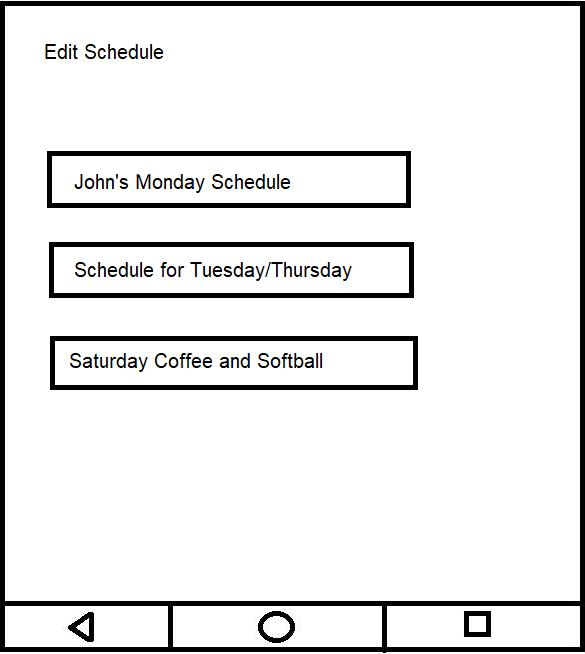 Edit Schedule
John's Monday Schedule
Schedule for Tuesday/Thursday
Saturday Coffee and Softball